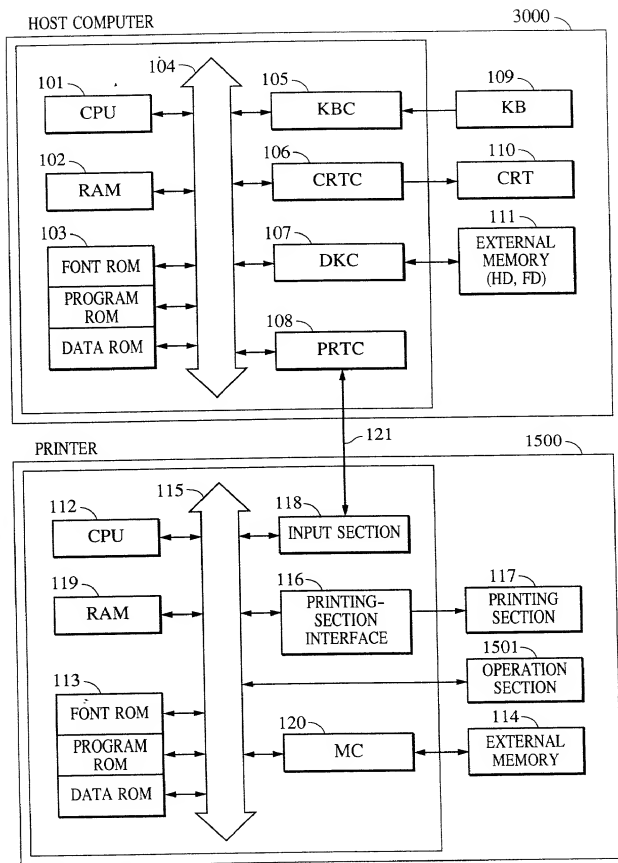 HOST COMPUTER
3000
104
101
CPU
105
KBC
109
KB
102
RAM
106
CRTC
110
CRT
103
FONT ROM
PROGRAM
ROM
DATA ROM
107
DKC
111
EXTERNAL
MEMORY
(HD, FD)
108
PRTC
121
PRINTER
1500
115
112
CPU
118
INPUT SECTION
119
RAM
116
PRINTING-
SECTION
INTERFACE
117
PRINTING
SECTION
1501
OPERATION
SECTION
113
FONT ROM
PROGRAM
ROM
DATA ROM
120
MC
114
EXTERNAL
MEMORY